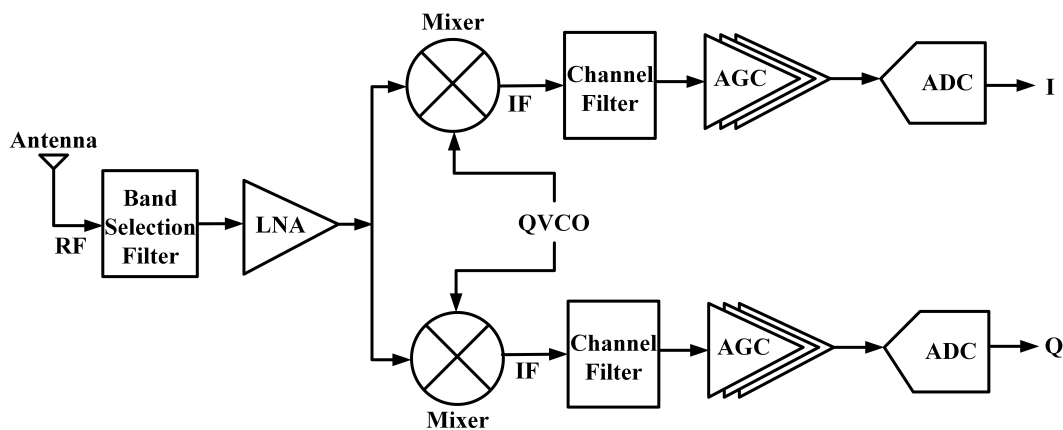 Mixer
IF
Channel
Filter
AGC
ADC
I
Antenna
RF
Band
Selection
Filter
LNA
QVCO
Mixer
IF
Channel
Filter
AGC
ADC
Q